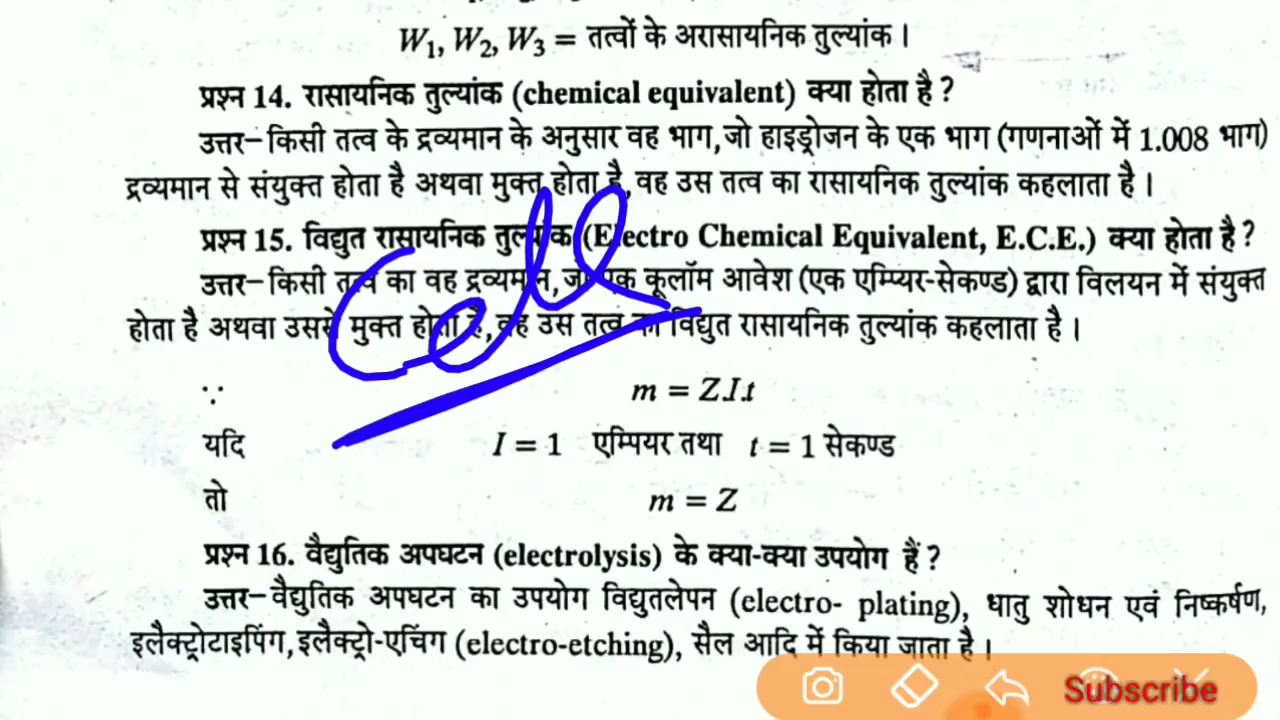 W₁, W₂, W₃ = तत्वों के अरासायनिक तुल्यांक।
प्रश्न 14. रासायनिक तुल्यांक (chemical equivalent) क्या होता है ?
उत्तर– किसी तत्व के द्रव्यमान के अनुसार वह भाग, जो हाइड्रोजन के एक भाग (गणनाओं में 1.008 भाग)
द्रव्यमान से संयुक्त होता है अथवा मुक्त होता है, वह उस तत्व का रासायनिक तुल्यांक कहलाता है।
प्रश्न 15. विद्युत रासायनिक तुल्यांक (Electro Chemical Equivalent, E.C.E.) क्या होता है ?
उत्तर– किसी तत्व का वह द्रव्यमान, जो एक कूलॉम आवेश (एक एम्पियर-सेकण्ड) द्वारा विलयन में संयुक्त
होता है अथवा उससे मुक्त होता है, वह उस तत्व का विद्युत रासायनिक तुल्यांक कहलाता है।
Cell
∵ m = Z.I.t
यदि I = 1 एम्पियर तथा t = 1 सेकण्ड
तो m = Z
प्रश्न 16. वैद्युतिक अपघटन (electrolysis) के क्या-क्या उपयोग हैं ?
उत्तर– वैद्युतिक अपघटन का उपयोग विद्युतलेपन (electro- plating), धातु शोधन एवं निष्कर्षण,
इलैक्ट्रोटाइपिंग, इलैक्ट्रो-एचिंग (electro-etching), सैल आदि में किया जाता है।
Subscribe